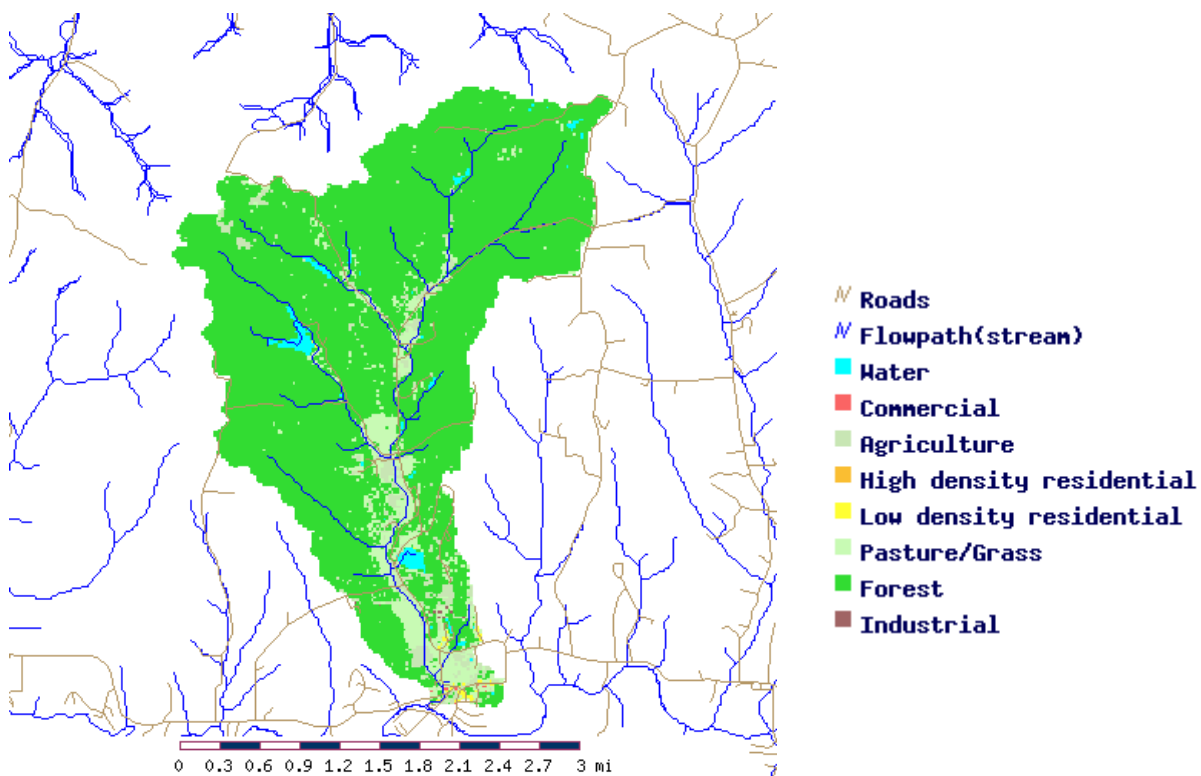 Roads
Flowpath(stream)
Water
Commercial
Agriculture
High density residential
Low density residential
Pasture/Grass
Forest
Industrial
0 0.3 0.6 0.9 1.2 1.5 1.8 2.1 2.4 2.7 3 mi